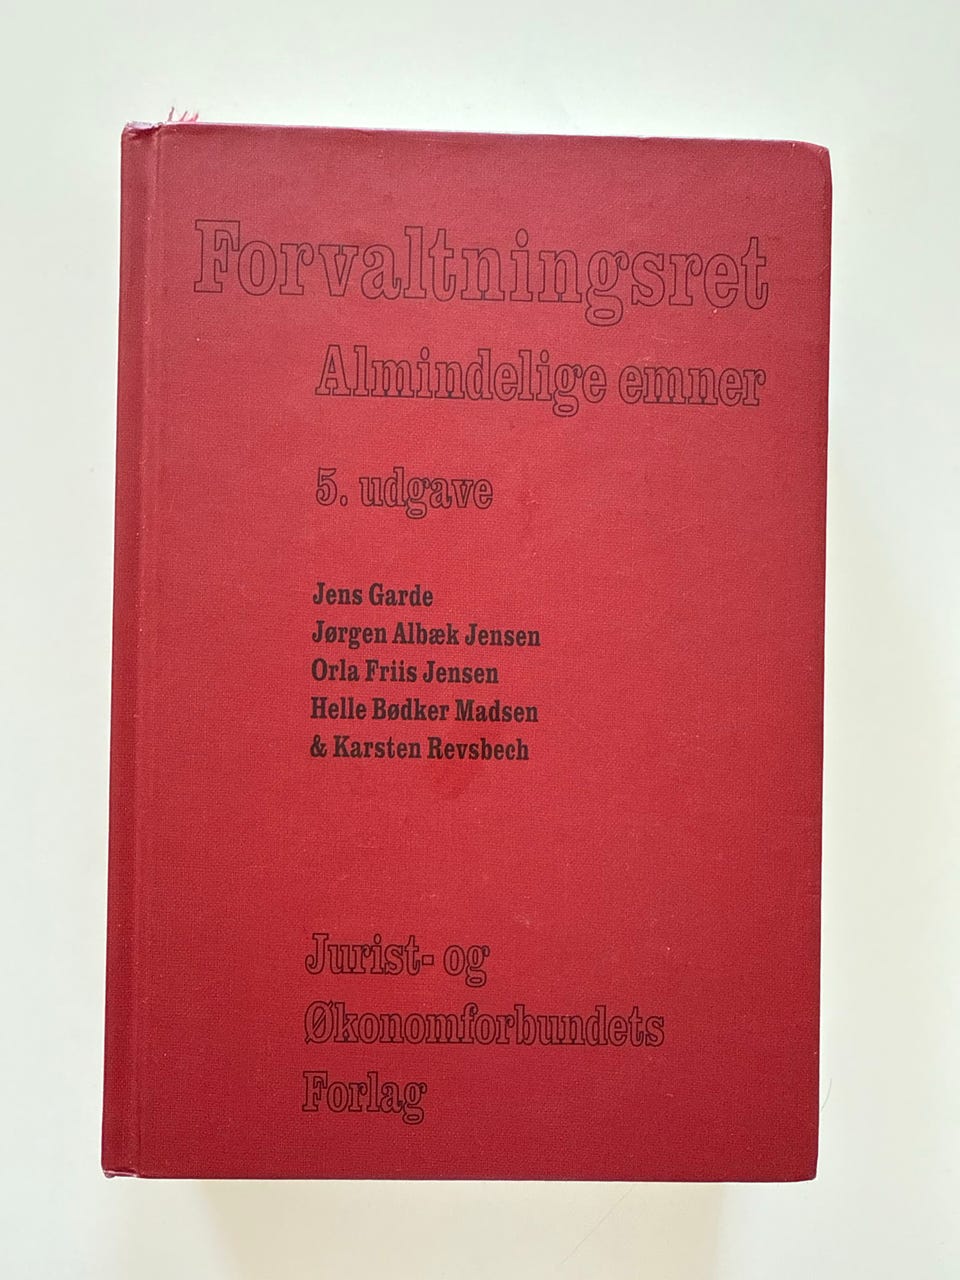 Forvaltningsret
Almindelige emner
5. udgave
Jens Garde
Jørgen Albæk Jensen
Orla Friis Jensen
Helle Bødker Madsen
& Karsten Revsbech
Jurist- og
Økonomforbundets
Forlag